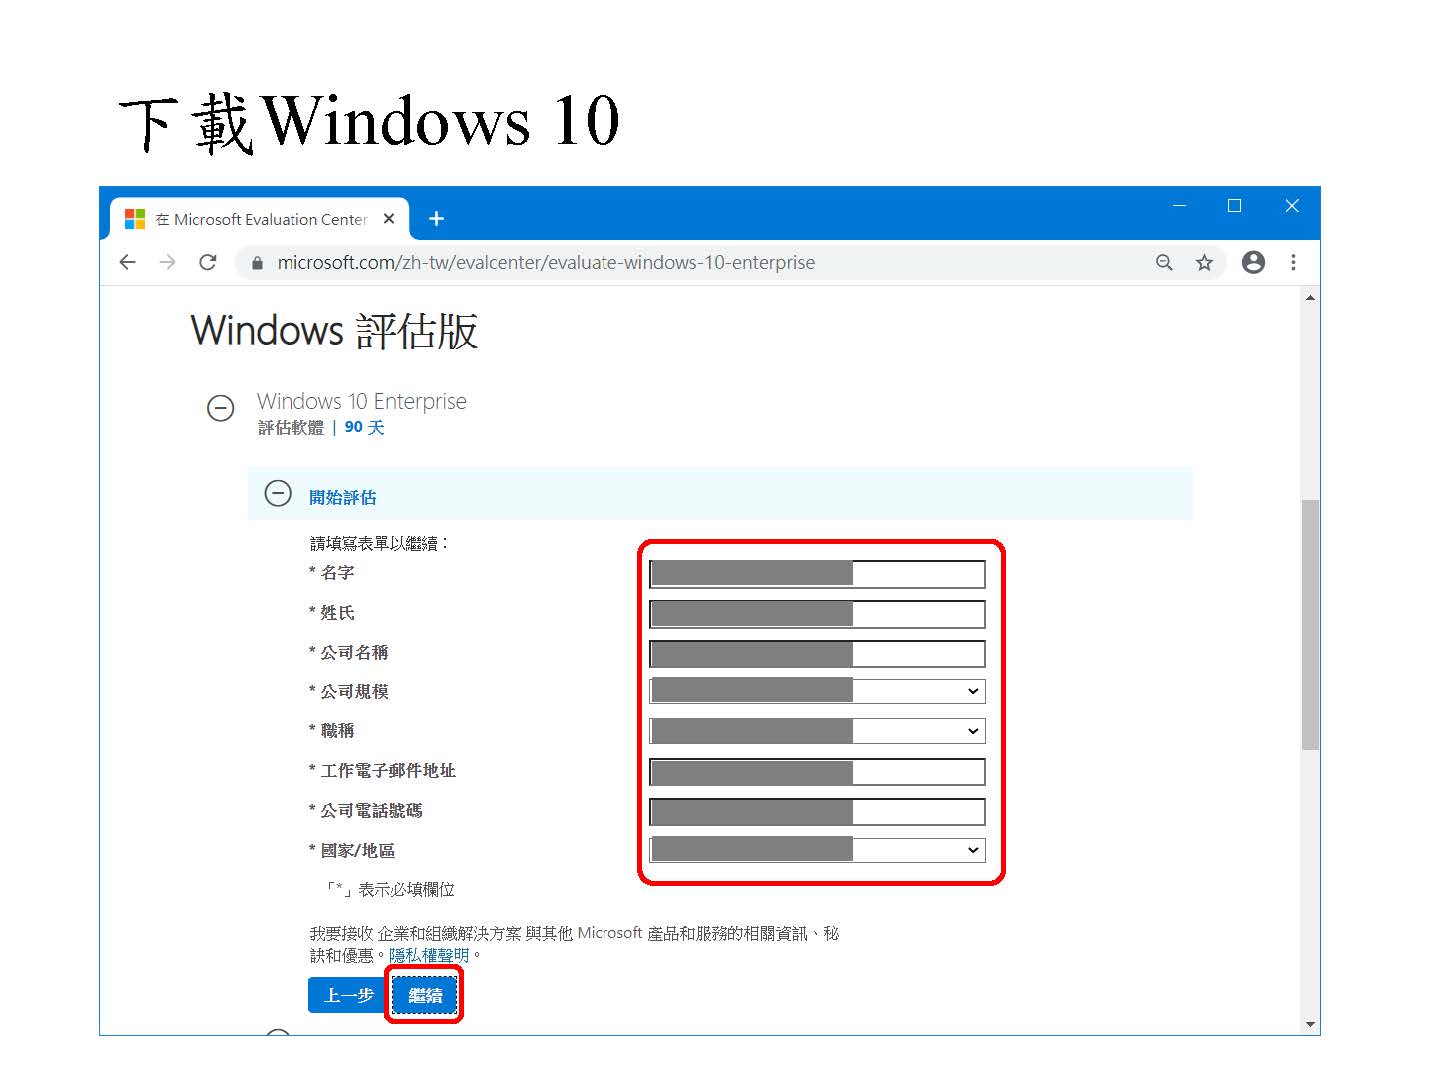 下載Windows 10
在 Microsoft Evaluation Center
microsoft.com/zh-tw/evalcenter/evaluate-windows-10-enterprise
Windows 評估版
Windows 10 Enterprise
評估軟體 | 90 天
開始評估
請填寫表單以繼續：
* 名字
* 姓氏
* 公司名稱
* 公司規模
* 職稱
* 工作電子郵件地址
* 公司電話號碼
* 國家/地區
「*」表示必填欄位
我要接收 企業和組織解決方案 與其他 Microsoft 產品和服務的相關資訊、秘
訣和優惠。隱私權聲明。
上一步 繼續